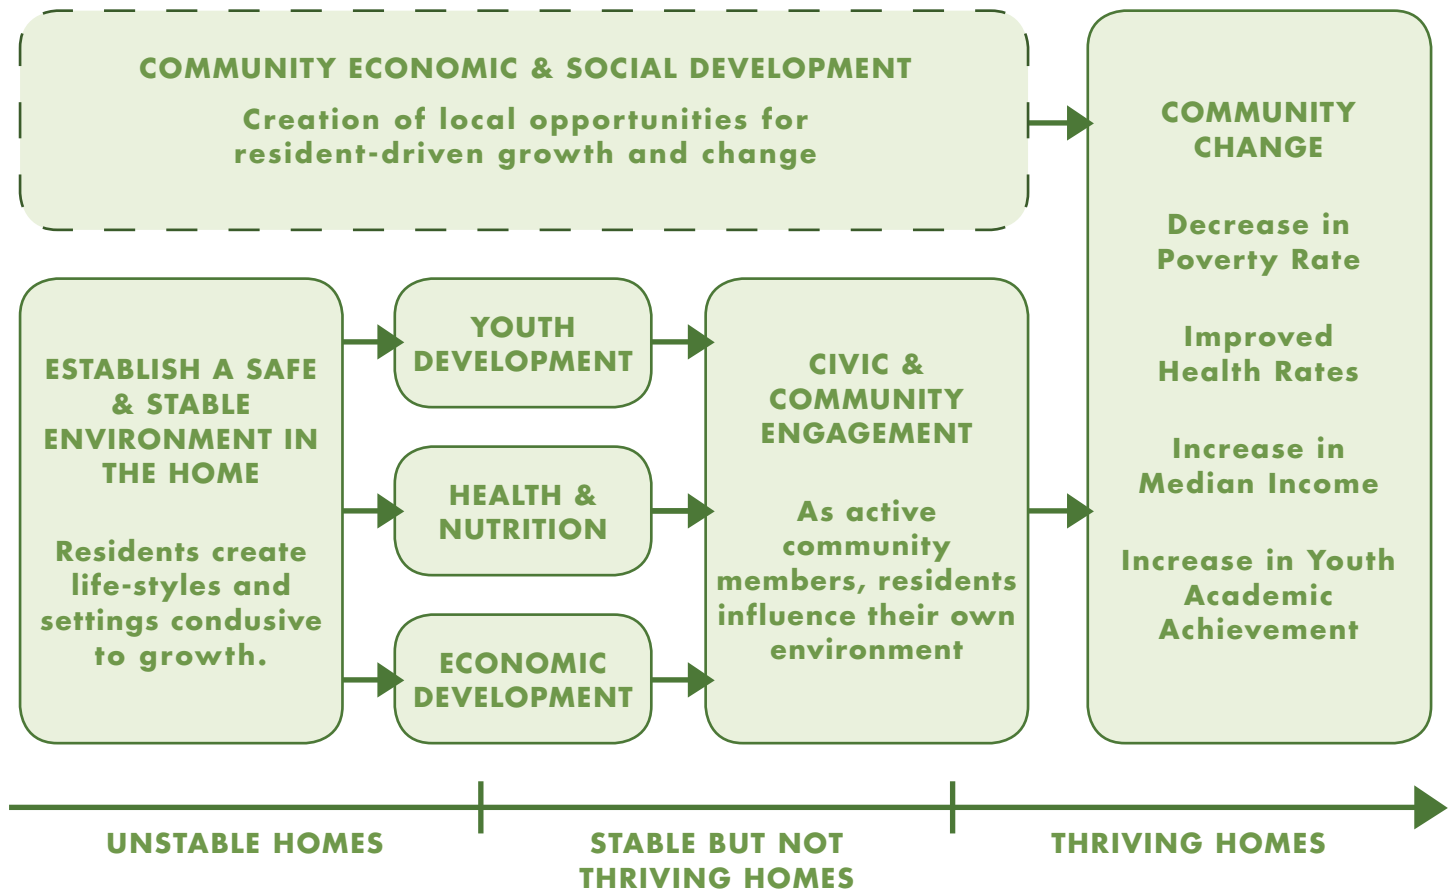 COMMUNITY ECONOMIC & SOCIAL DEVELOPMENT
Creation of local opportunities for
resident-driven growth and change
ESTABLISH A SAFE
& STABLE
ENVIRONMENT IN
THE HOME
Residents create
life-styles and
settings condusive
to growth.
YOUTH
DEVELOPMENT
HEALTH &
NUTRITION
ECONOMIC
DEVELOPMENT
CIVIC &
COMMUNITY
ENGAGEMENT
As active
community
members, residents
influence their own
environment
COMMUNITY
CHANGE
Decrease in
Poverty Rate
Improved
Health Rates
Increase in
Median Income
Increase in Youth
Academic
Achievement
UNSTABLE HOMES
STABLE BUT NOT
THRIVING HOMES
THRIVING HOMES